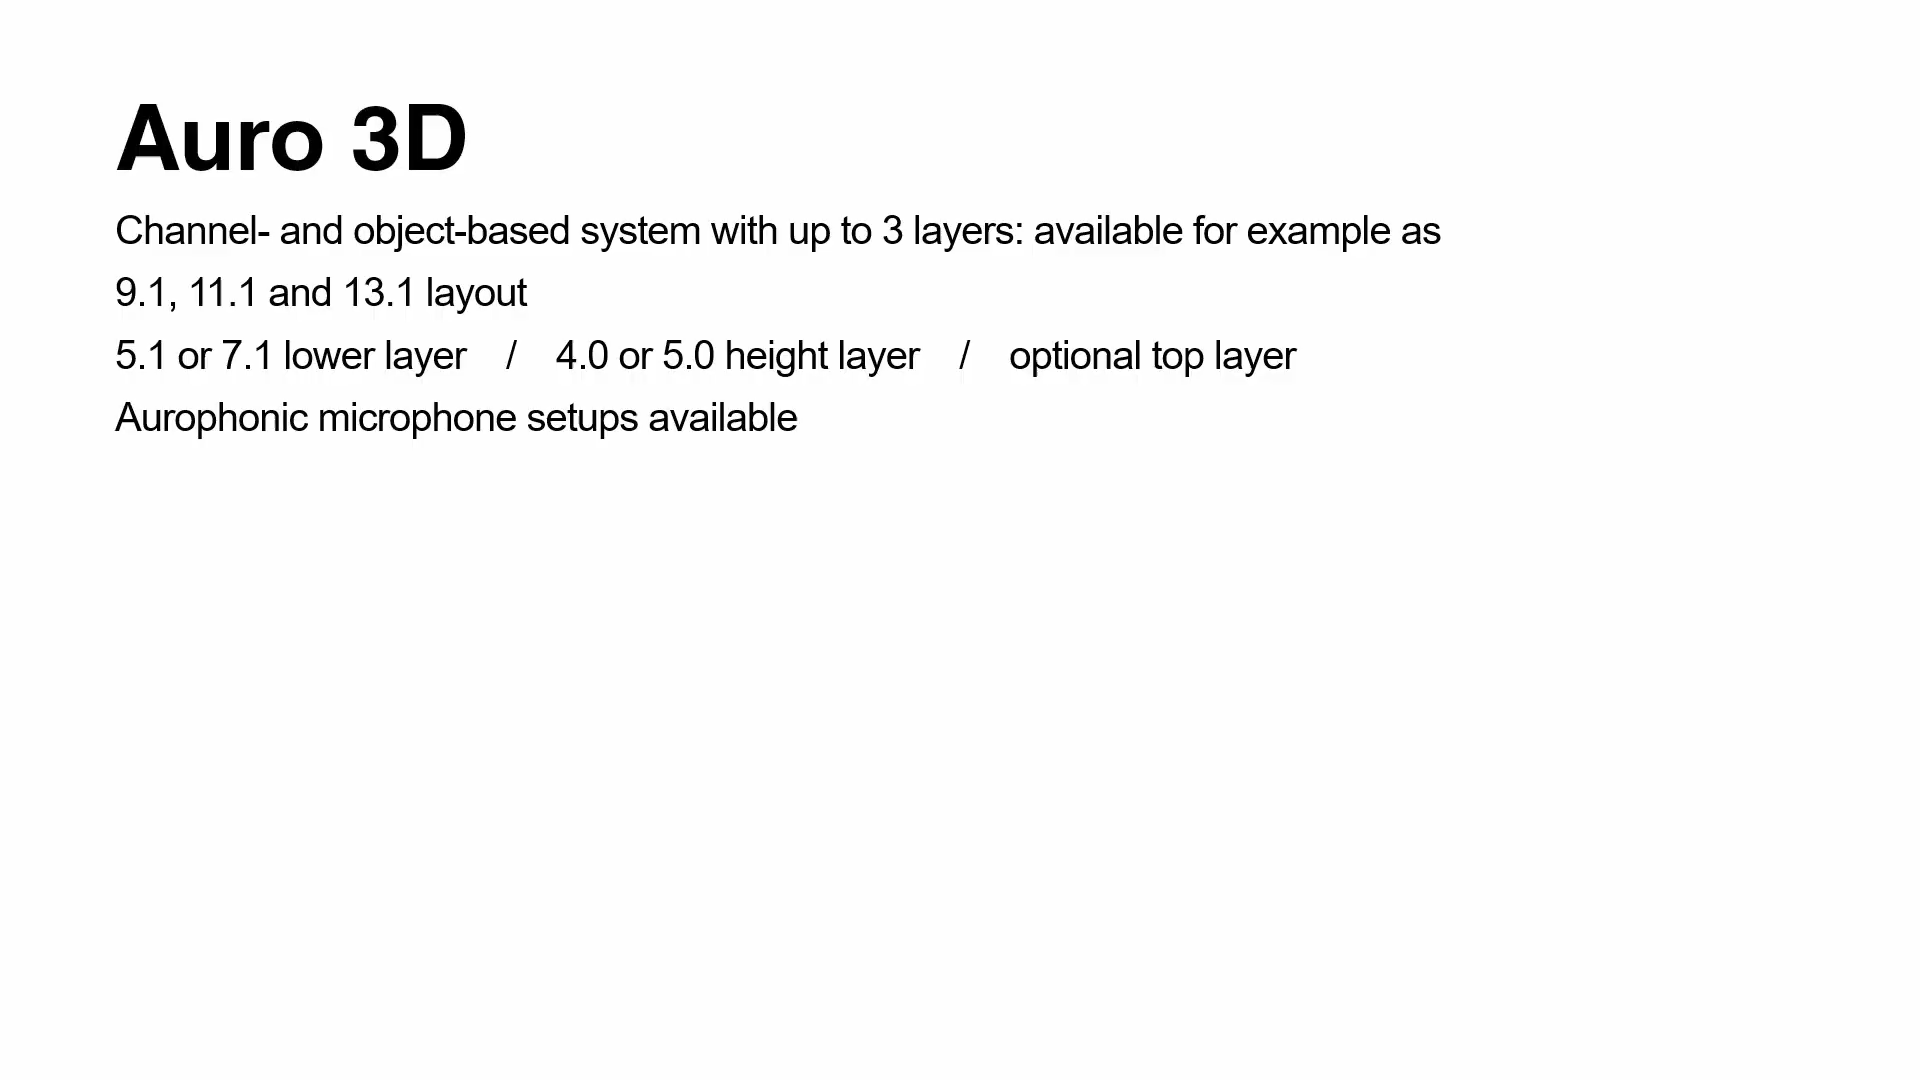 Auro 3D
Channel- and object-based system with up to 3 layers: available for example as
9.1, 11.1 and 13.1 layout
5.1 or 7.1 lower layer / 4.0 or 5.0 height layer / optional top layer
Aurophonic microphone setups available